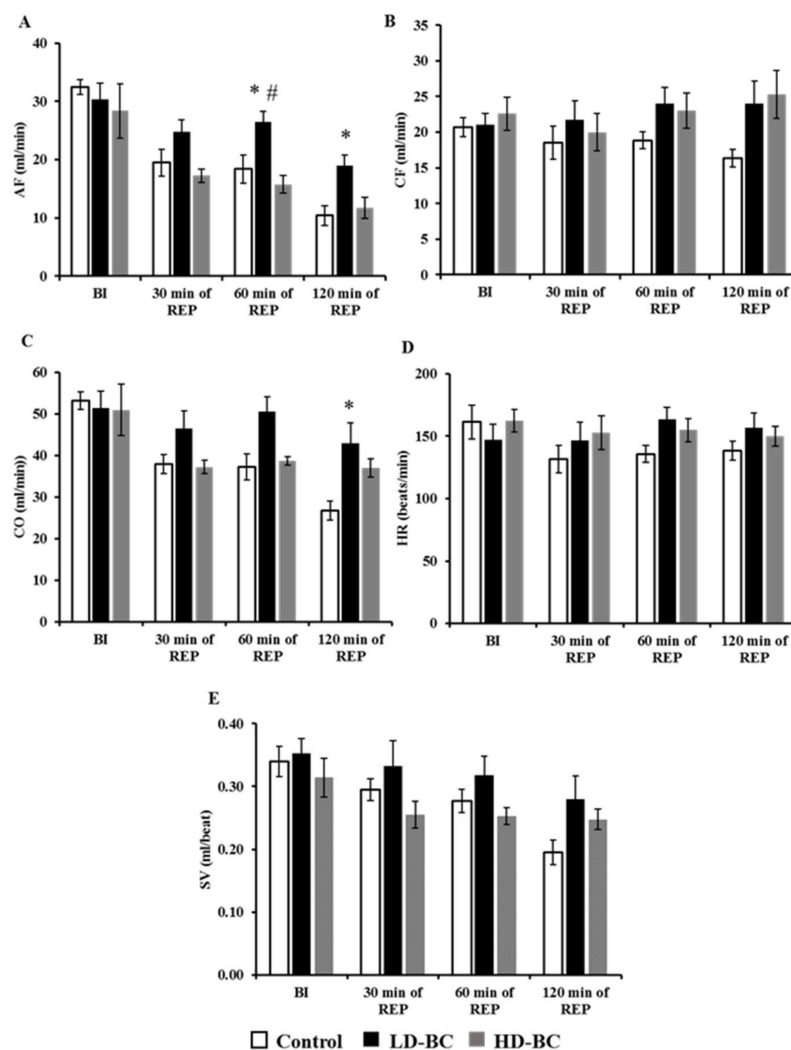 A
AF (ml/min)
40
30
20
10
0
* #
*
BI
30 min of
REP
60 min of
REP
120 min of
REP
B
CF (ml/min)
35
30
25
20
15
10
5
0
BI
30 min of
REP
60 min of
REP
120 min of
REP
C
CO (ml/min)
60
50
40
30
20
10
0
*
BI
30 min of
REP
60 min of
REP
120 min of
REP
D
HR (beats/min)
200
150
100
50
0
BI
30 min of
REP
60 min of
REP
120 min of
REP
E
SV (ml/beat)
0.40
0.30
0.20
0.10
0.00
BI
30 min of
REP
60 min of
REP
120 min of
REP
Control LD-BC HD-BC